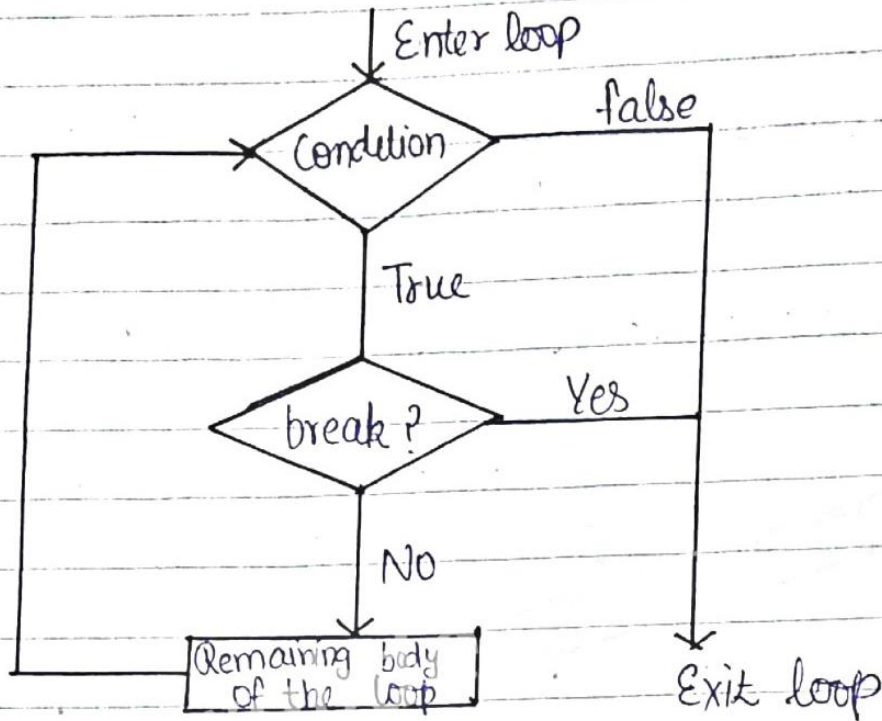 Enter loop
false
Condition
True
Yes
break?
No
Remaining body
of the loop
Exit loop